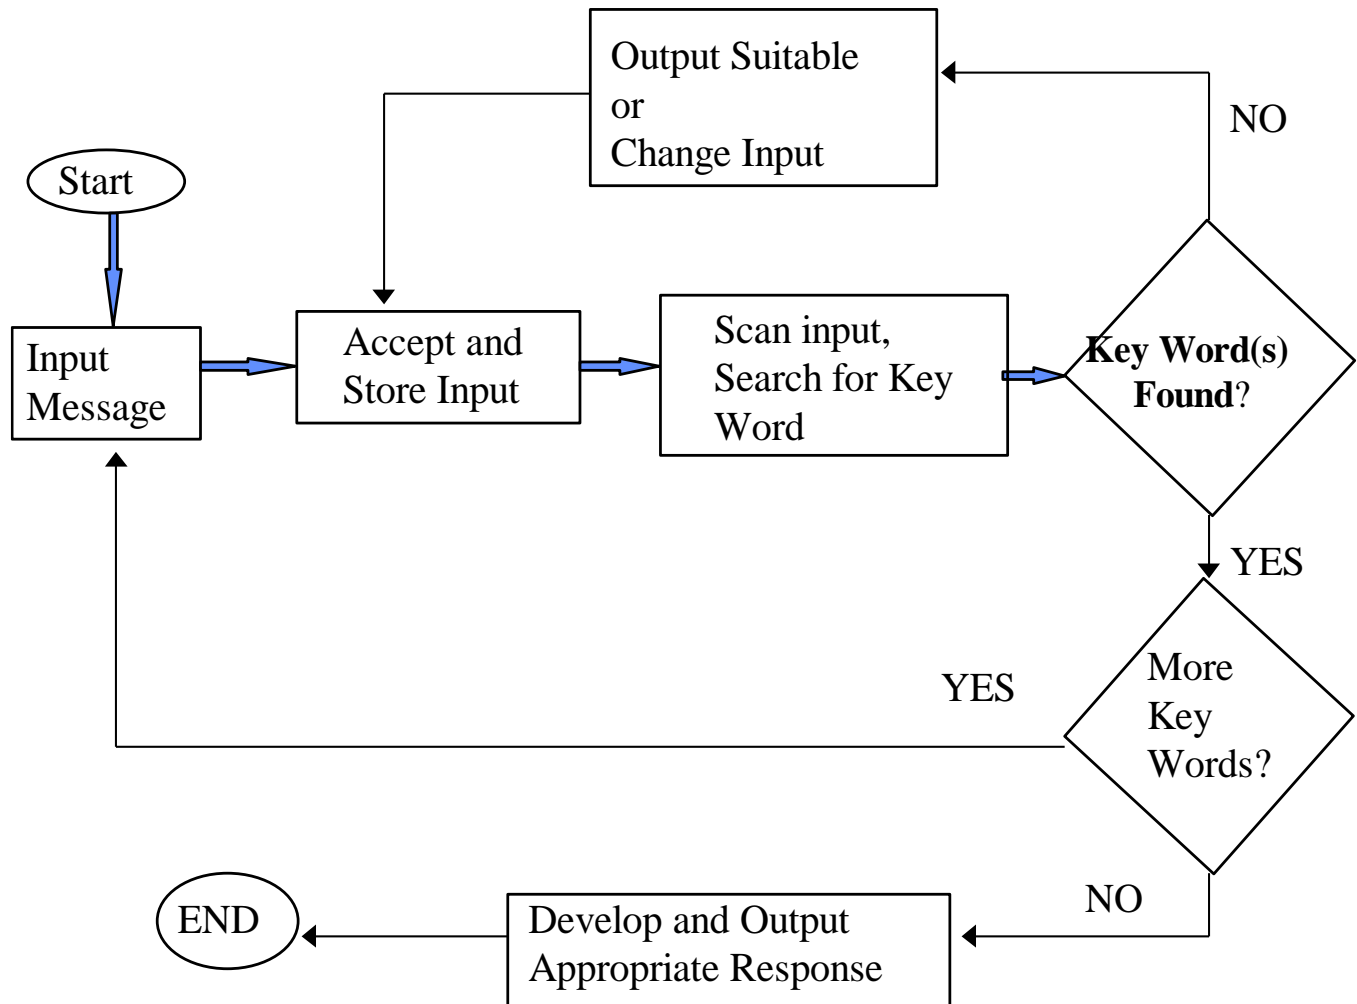 Output Suitable
or
Change Input
NO
Start
Input
Message
Accept and
Store Input
Scan input,
Search for Key
Word
Key Word(s)
Found?
YES
More
Key
Words?
YES
NO
Develop and Output
Appropriate Response
END